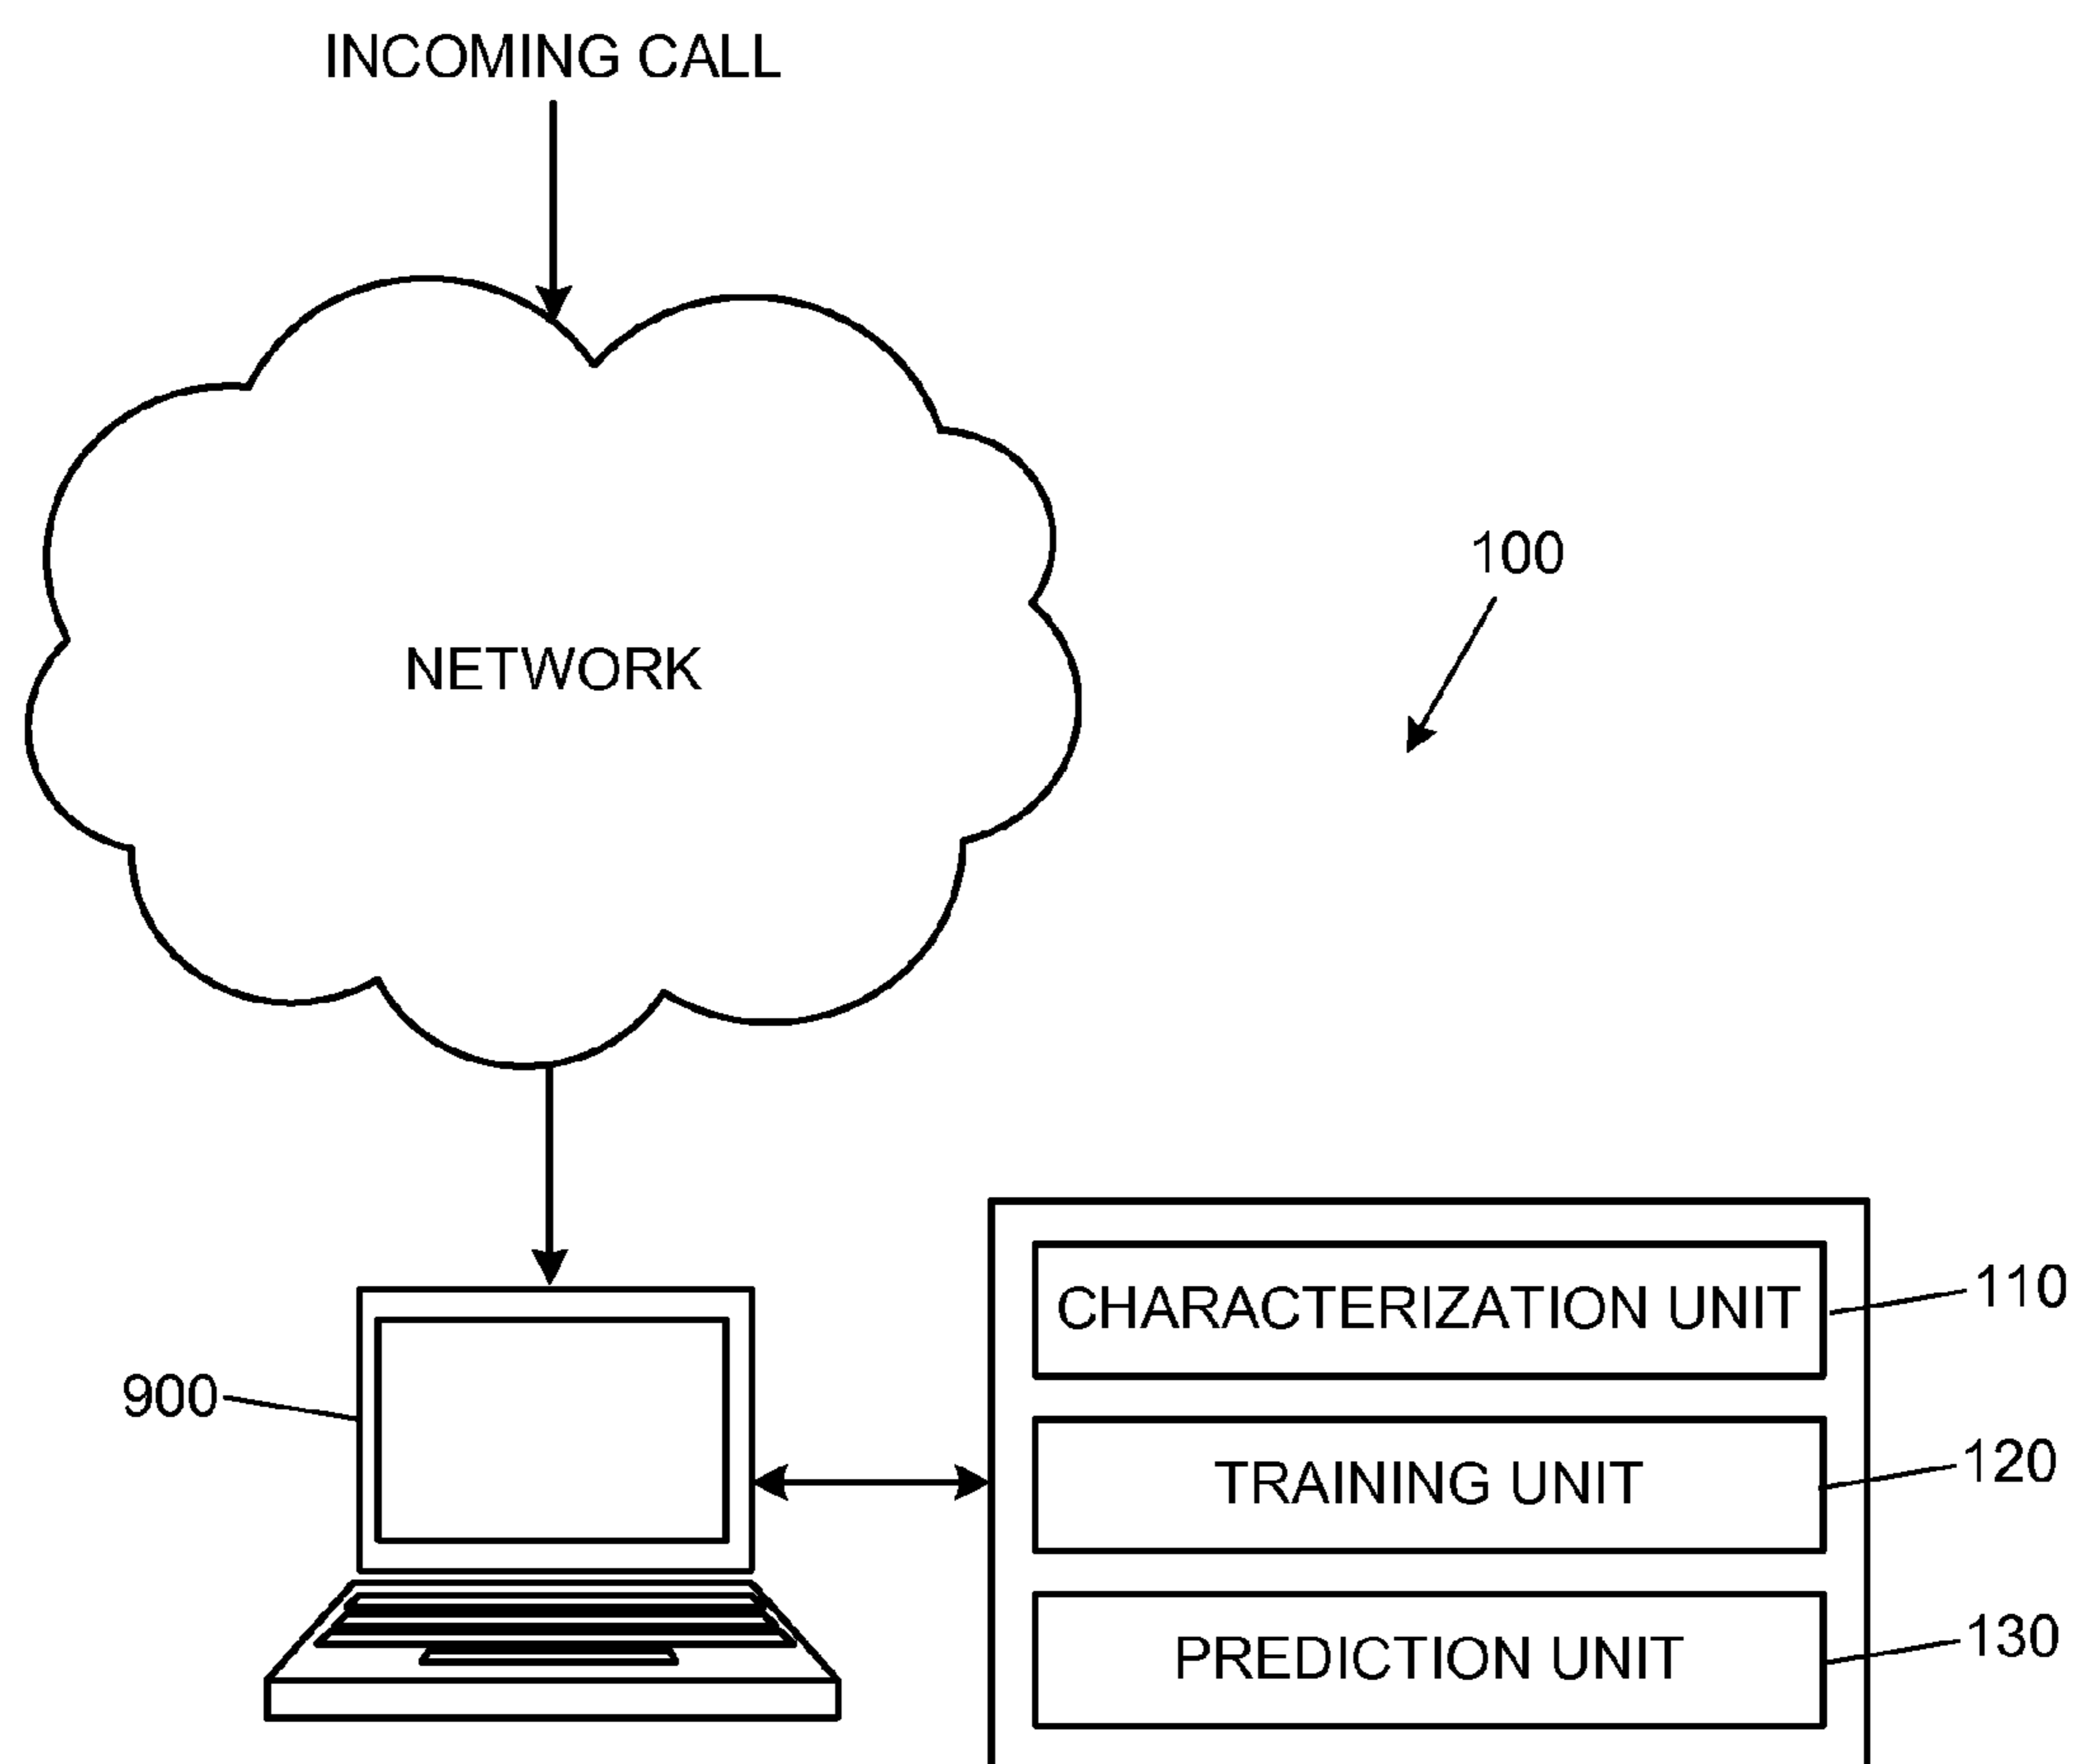 INCOMING CALL
NETWORK
100
CHARACTERIZATION UNIT
110
900
TRAINING UNIT
120
PREDICTION UNIT
130